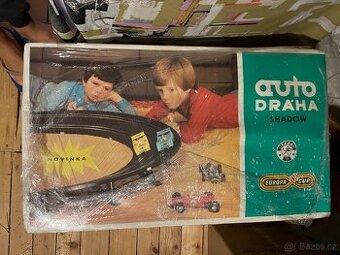 auto
DRÁHA
SHADOW
NOVINKA
EUROPA CUP
Bazos.cz